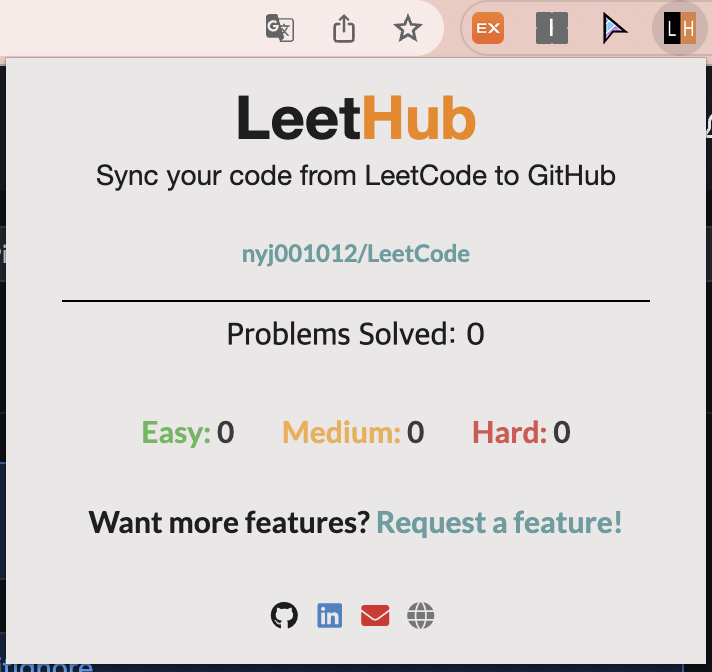 EX
I
LH
LeetHub
Sync your code from LeetCode to GitHub
nyj001012/LeetCode
Problems Solved: 0
Easy: 0 Medium: 0 Hard: 0
Want more features? Request a feature!
in